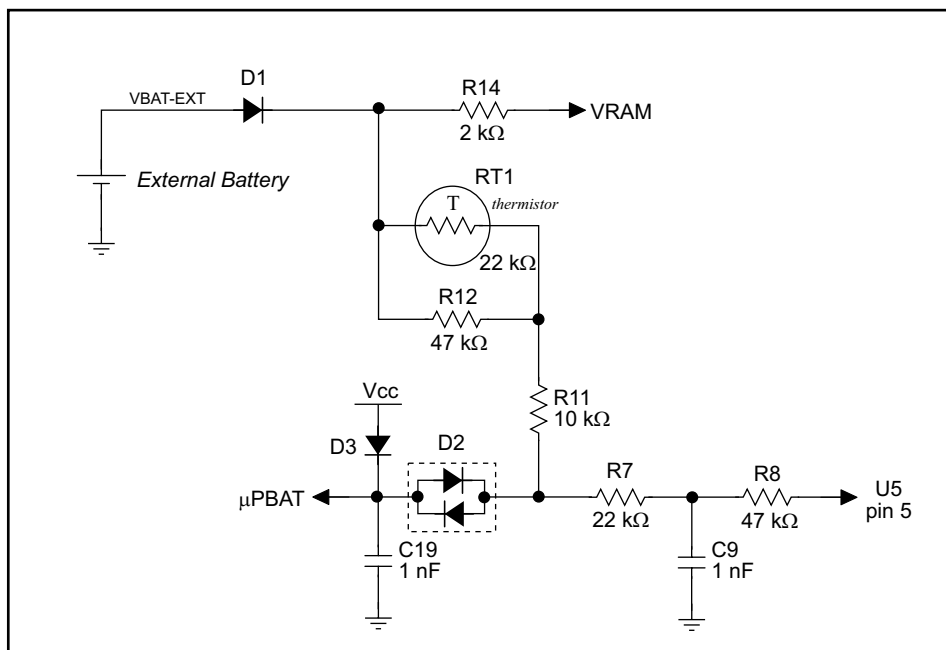 D1
VBAT-EXT
R14
2 kΩ
VRAM
External Battery
RT1
T
thermistor
22 kΩ
R12
47 kΩ
R11
10 kΩ
Vcc
D3
D2
μPBAT
R7
22 kΩ
R8
47 kΩ
U5
pin 5
C19
1 nF
C9
1 nF